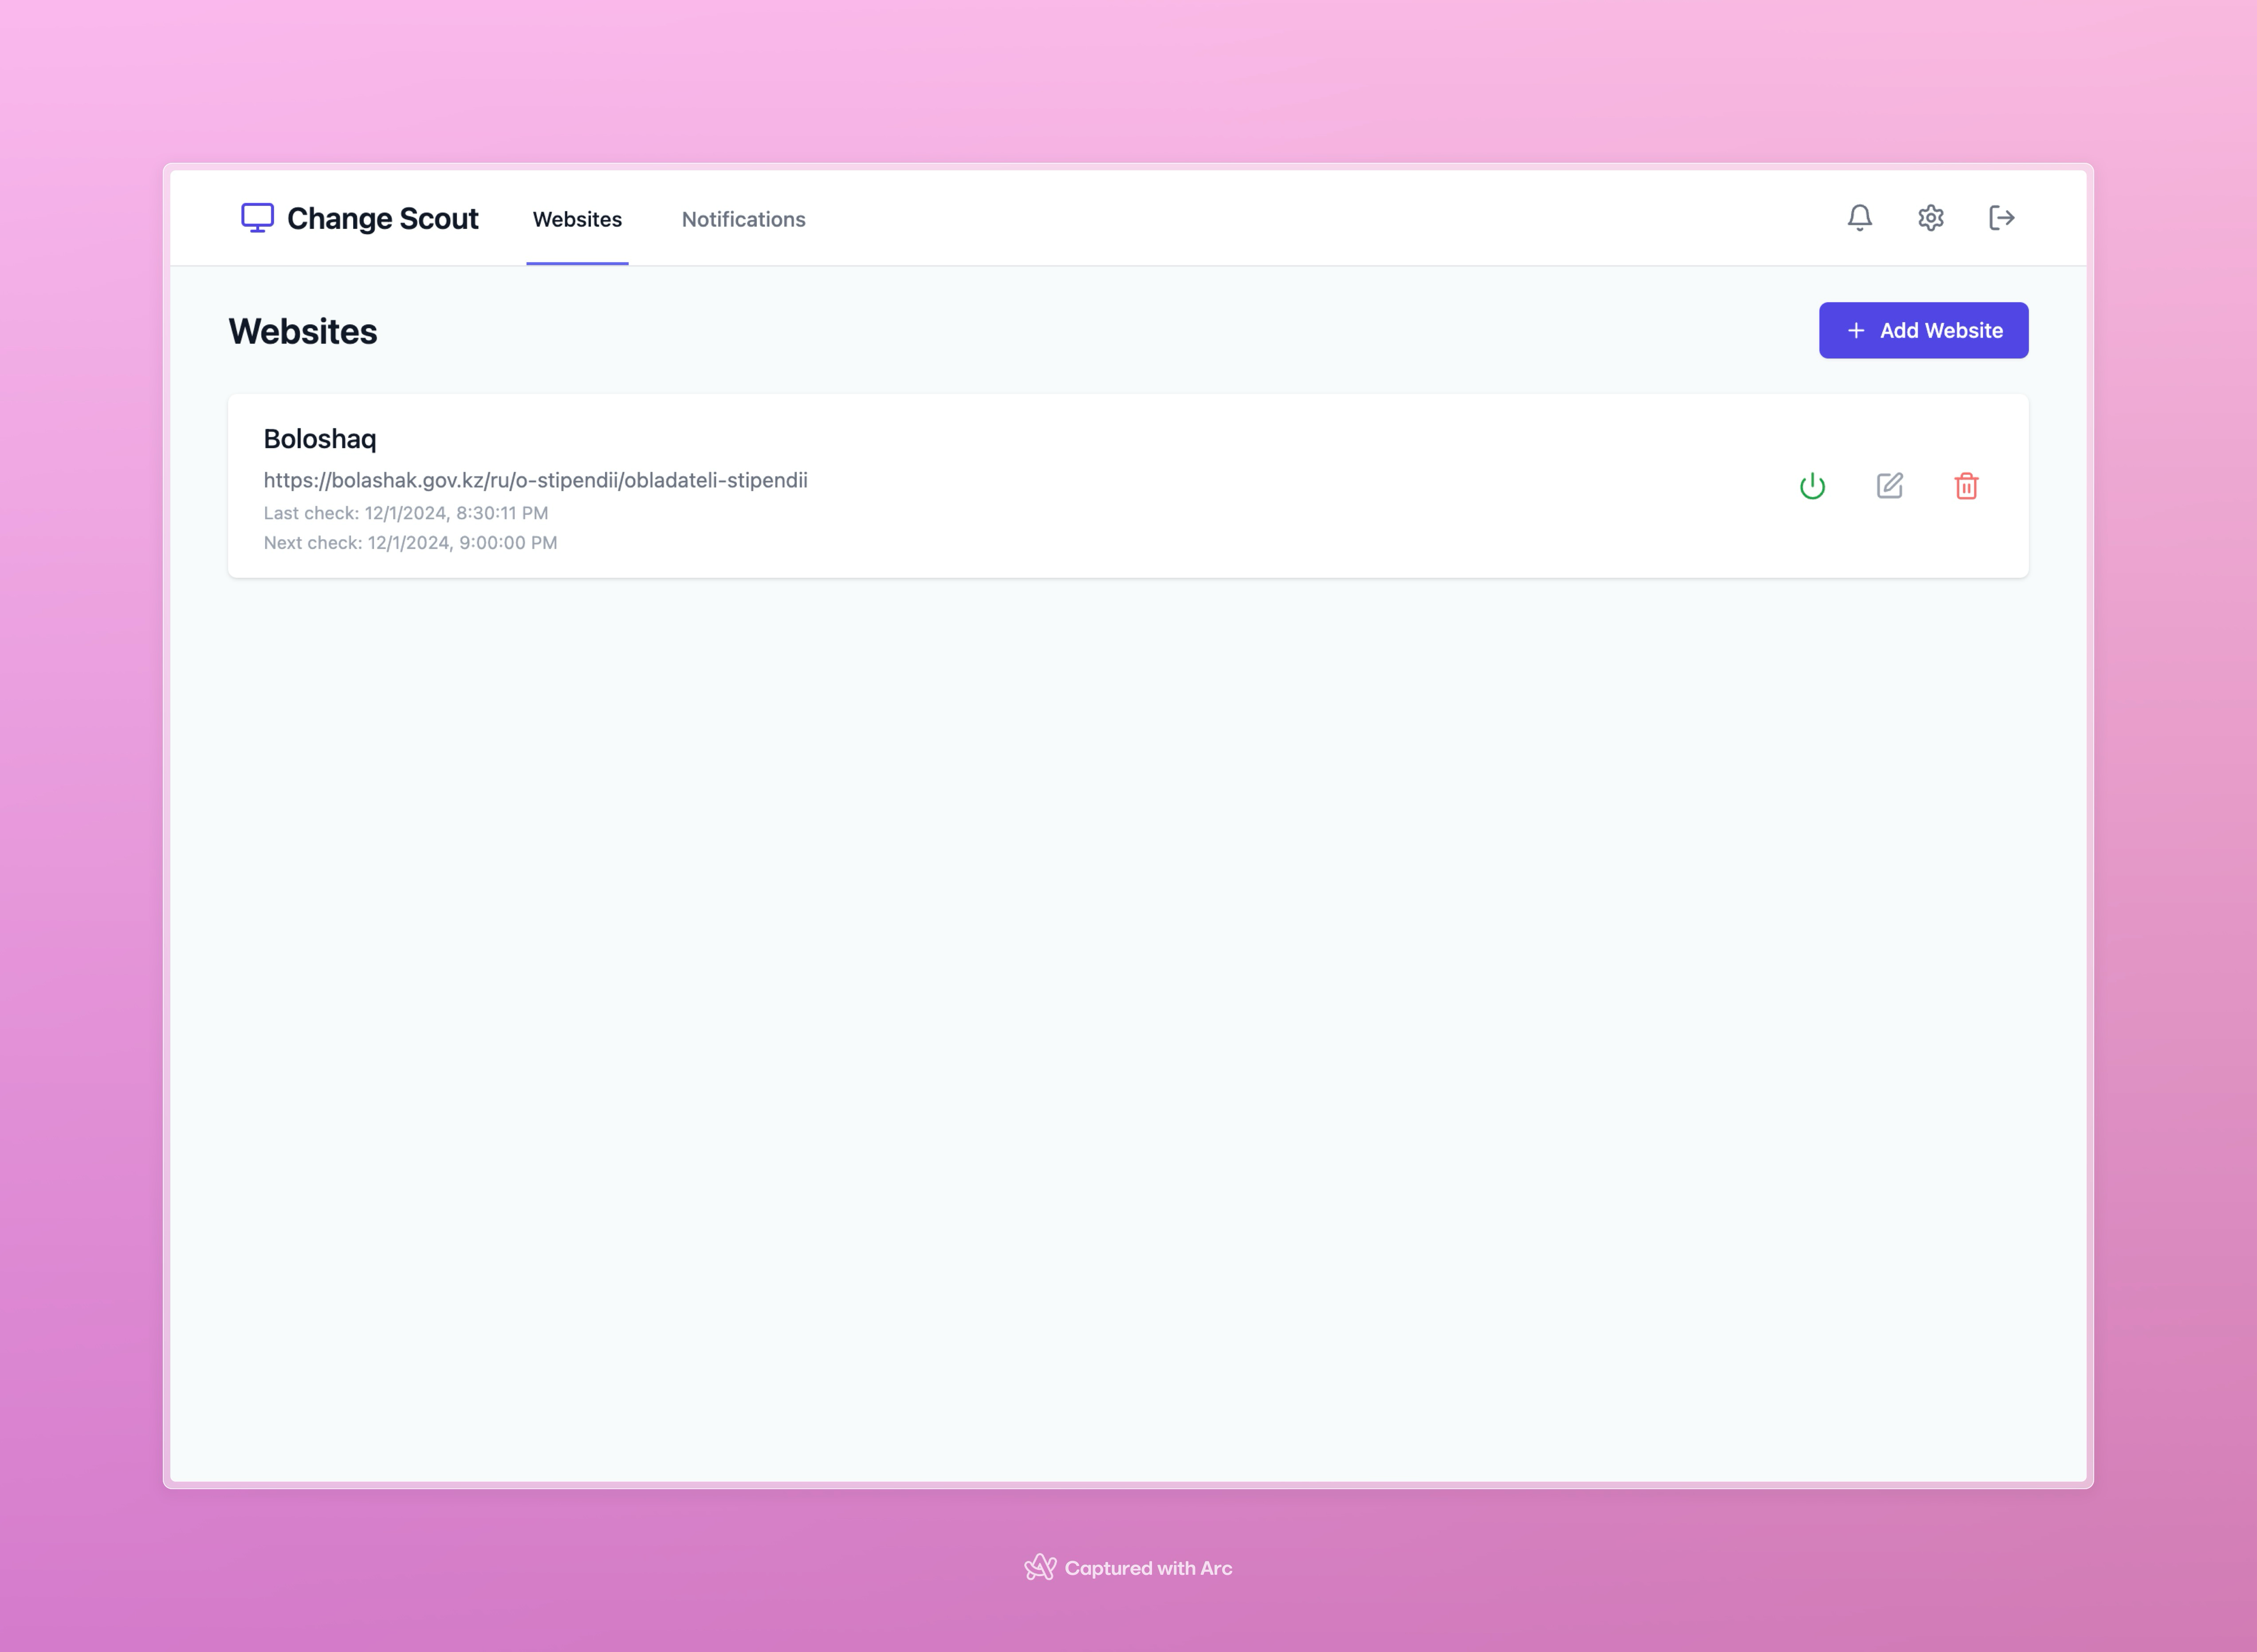 Change Scout
Websites
Notifications
Websites
Add Website
Boloshaq
https://bolashak.gov.kz/ru/o-stipendii/obladateli-stipendii
Last check: 12/1/2024, 8:30:11 PM
Next check: 12/1/2024, 9:00:00 PM
Captured with Arc